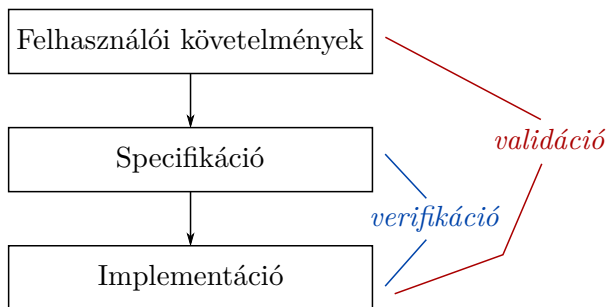 Felhasználói követelmények
validáció
Specifikáció
verifikáció
Implementáció